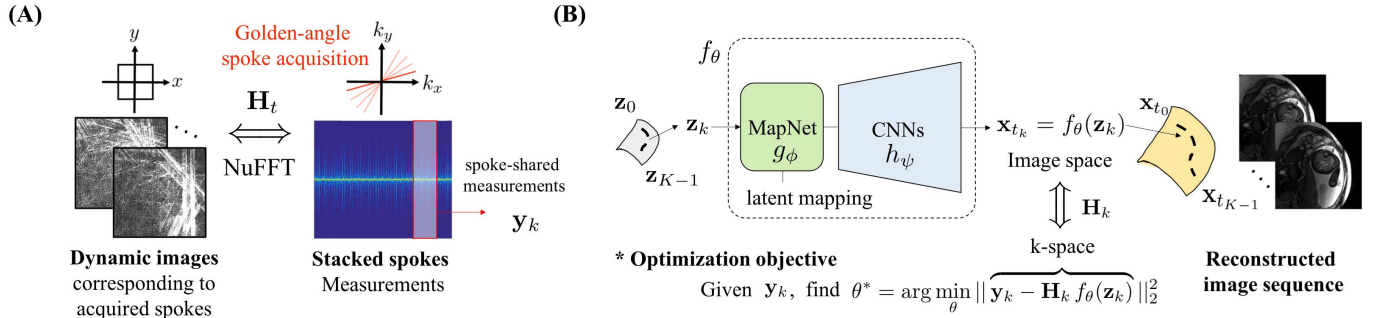 (A)
y
x
Golden-angle
spoke acquisition
k_y
k_x
H_t
NuFFT
spoke-shared
measurements
y_k
Dynamic images
corresponding to
acquired spokes
Stacked spokes
Measurements
(B)
f_θ
z_0
z_k
z_{K−1}
MapNet
g_ϕ
CNNs
h_ψ
latent mapping
x_{t_k} = f_θ(z_k)
Image space
H_k
k-space
x_{t_0}
x_{t_{K−1}}
Reconstructed
image sequence
* Optimization objective
Given y_k, find θ* = arg min_θ || y_k − H_k f_θ(z_k) ||_2^2